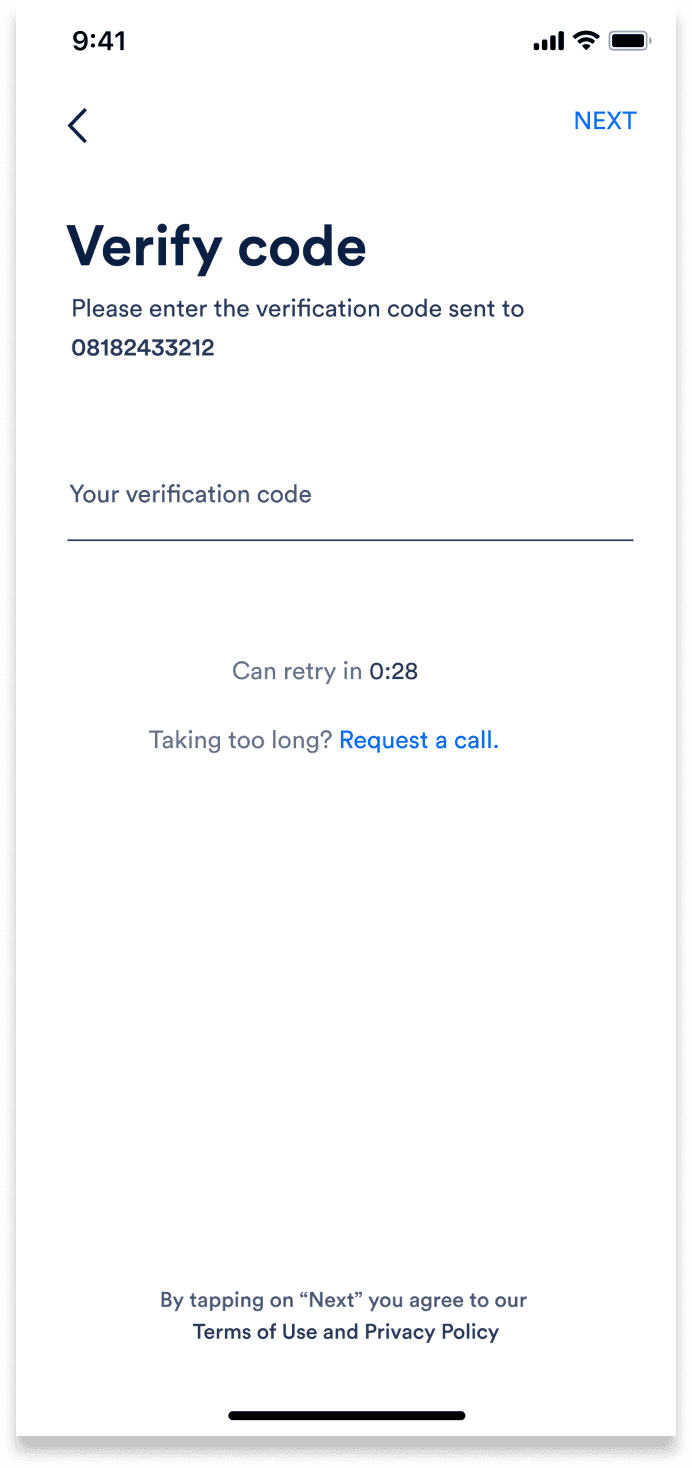 9:41
NEXT
Verify code
Please enter the verification code sent to
08182433212
Your verification code
Can retry in 0:28
Taking too long? Request a call.
By tapping on “Next” you agree to our
Terms of Use and Privacy Policy